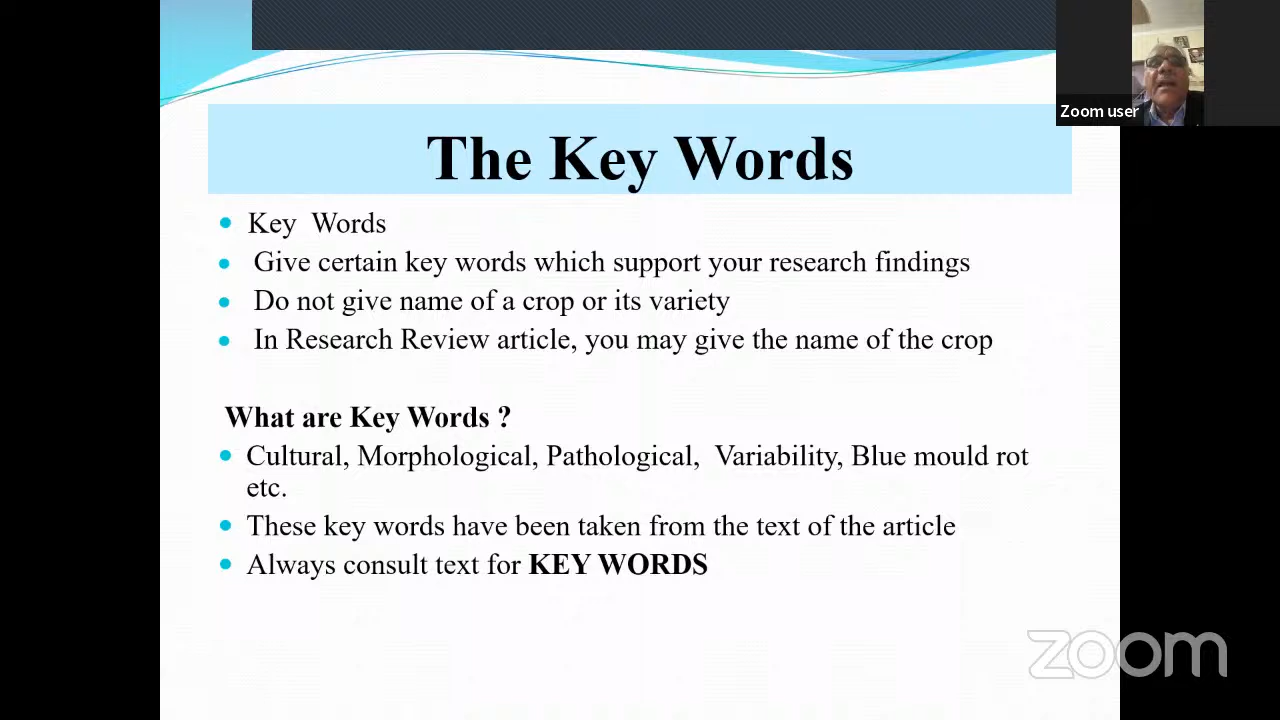 Zoom user
The Key Words
Key Words
Give certain key words which support your research findings
Do not give name of a crop or its variety
In Research Review article, you may give the name of the crop
What are Key Words ?
Cultural, Morphological, Pathological, Variability, Blue mould rot
etc.
These key words have been taken from the text of the article
Always consult text for KEY WORDS
zoom